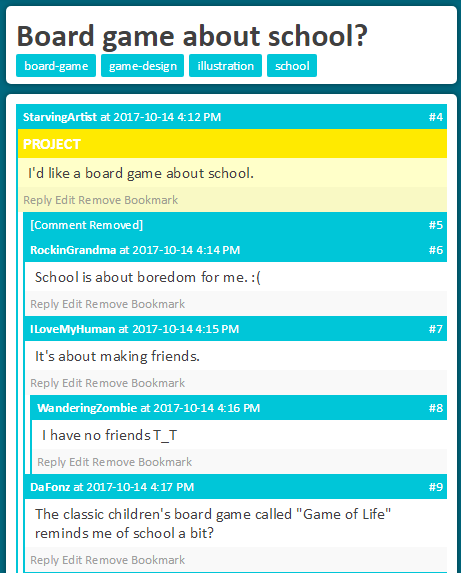 Board game about school?
board-game game-design illustration school
StarvingArtist at 2017-10-14 4:12 PM #4
PROJECT
I'd like a board game about school.
Reply Edit Remove Bookmark
[Comment Removed] #5
RockinGrandma at 2017-10-14 4:14 PM #6
School is about boredom for me. :(
Reply Edit Remove Bookmark
ILoveMyHuman at 2017-10-14 4:15 PM #7
It's about making friends.
Reply Edit Remove Bookmark
WanderingZombie at 2017-10-14 4:16 PM #8
I have no friends T_T
Reply Edit Remove Bookmark
DaFonz at 2017-10-14 4:17 PM #9
The classic children's board game called "Game of Life"
reminds me of school a bit?
Reply Edit Remove Bookmark